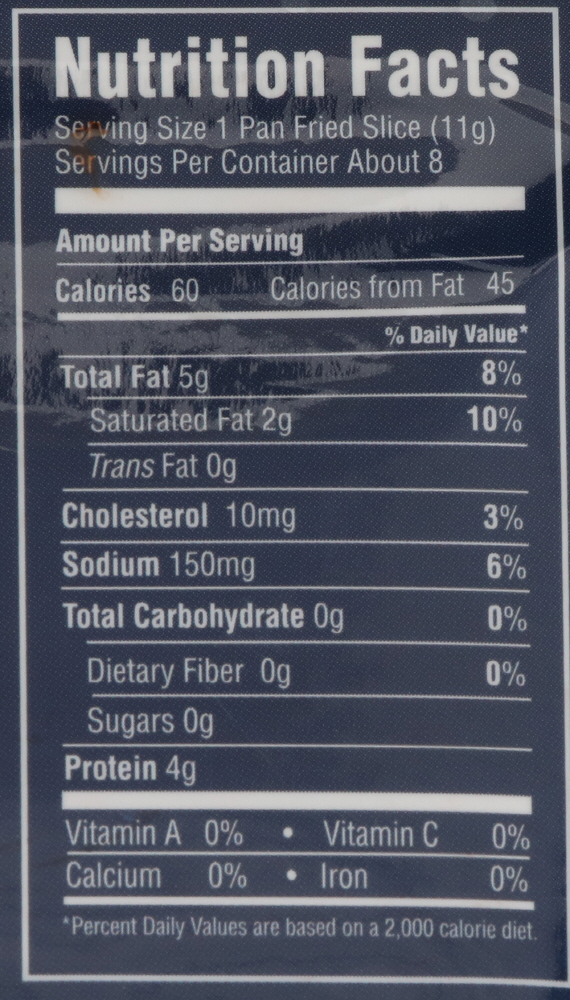 Nutrition Facts
Serving Size 1 Pan Fried Slice (11g)
Servings Per Container About 8
Amount Per Serving
Calories 60 Calories from Fat 45
% Daily Value*
Total Fat 5g 8%
Saturated Fat 2g 10%
Trans Fat 0g
Cholesterol 10mg 3%
Sodium 150mg 6%
Total Carbohydrate 0g 0%
Dietary Fiber 0g 0%
Sugars 0g
Protein 4g
Vitamin A 0% • Vitamin C 0%
Calcium 0% • Iron 0%
*Percent Daily Values are based on a 2,000 calorie diet.